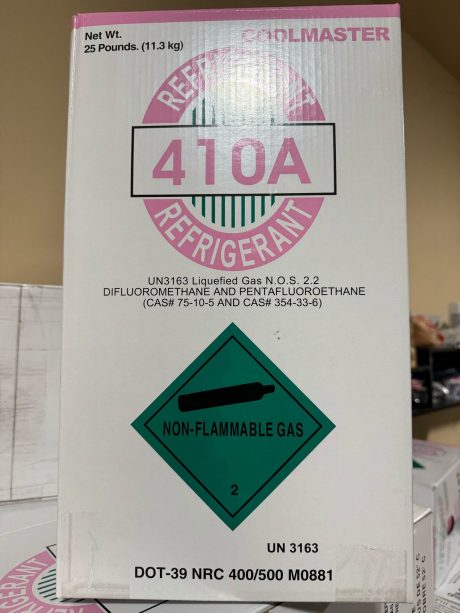 Net Wt.
25 Pounds. (11.3 kg)
COOLMASTER
REFRIGERANT
410A
REFRIGERANT
UN3163 Liquefied Gas N.O.S. 2.2
DIFLUOROMETHANE AND PENTAFLUOROETHANE
(CAS# 75-10-5 AND CAS# 354-33-6)
NON-FLAMMABLE GAS
2
UN 3163
DOT-39 NRC 400/500 M0881
REFRIGERANT